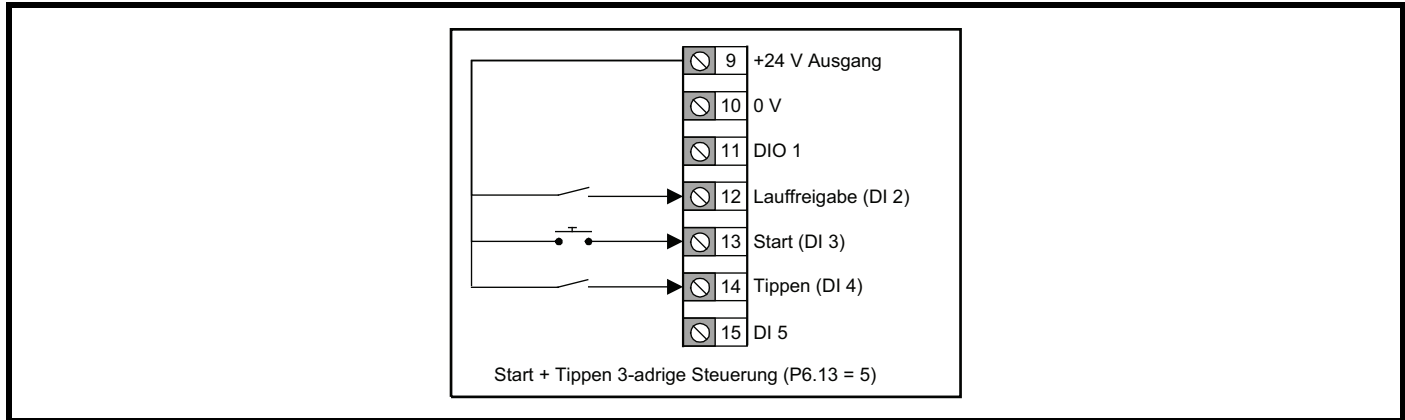 9 +24 V Ausgang
10 0 V
11 DIO 1
12 Lauffreigabe (DI 2)
13 Start (DI 3)
14 Tippen (DI 4)
15 DI 5
Start + Tippen 3-adrige Steuerung (P6.13 = 5)